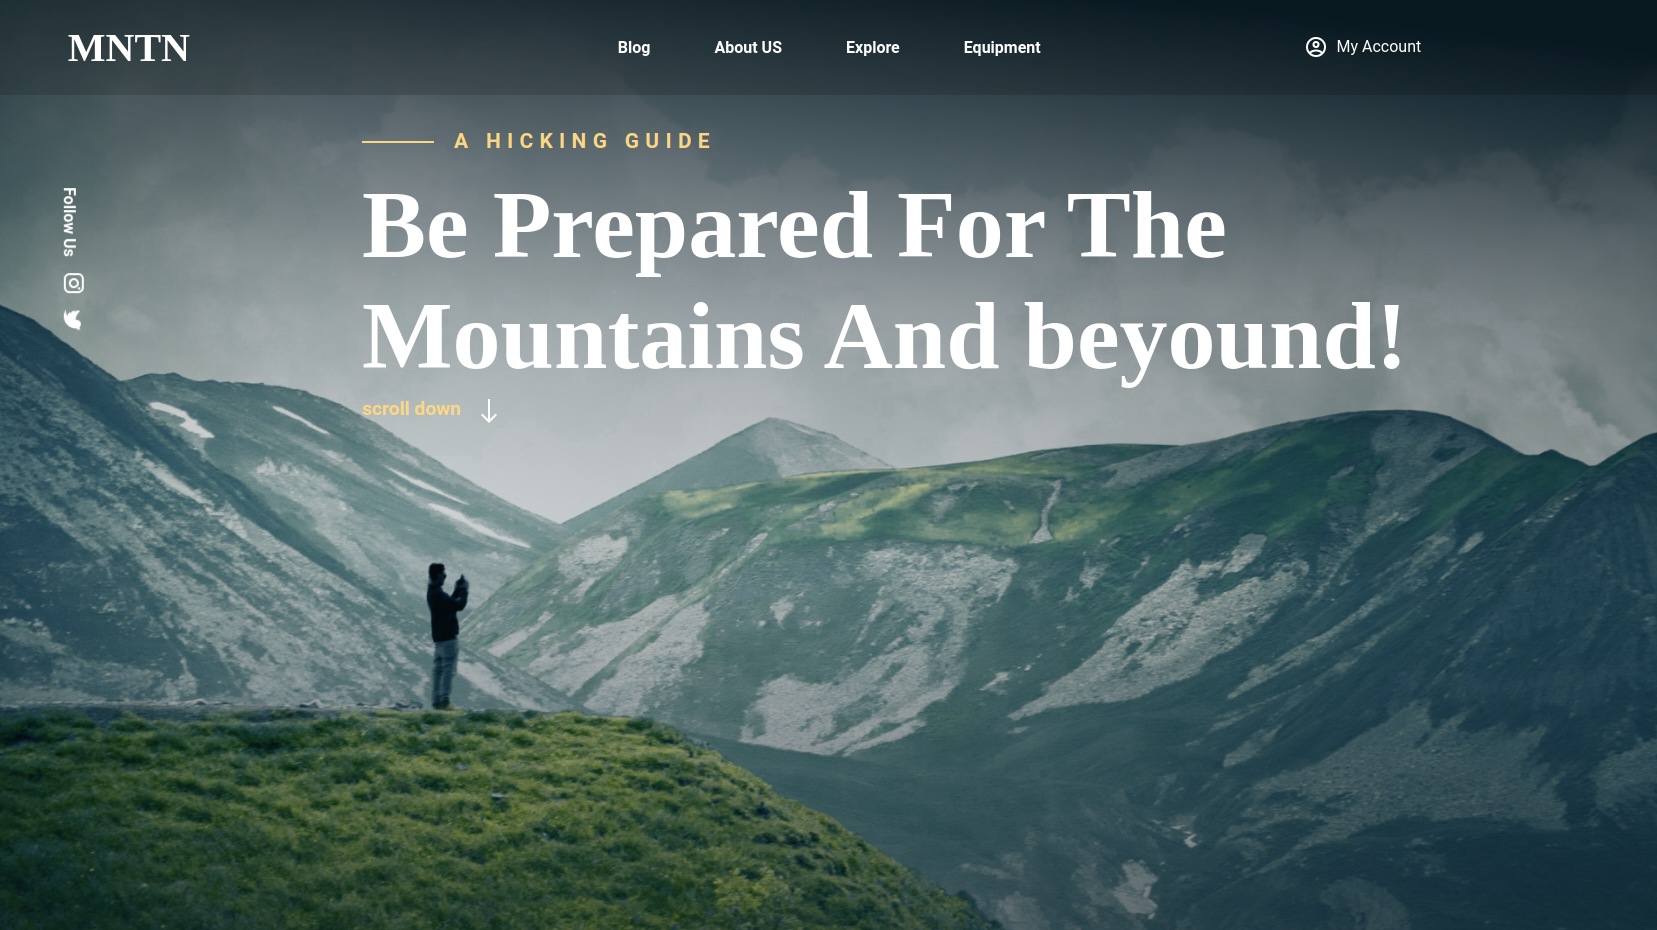 MNTN
Blog
About US
Explore
Equipment
My Account
A HICKING GUIDE
Follow Us
Be Prepared For The
Mountains And beyound!
scroll down